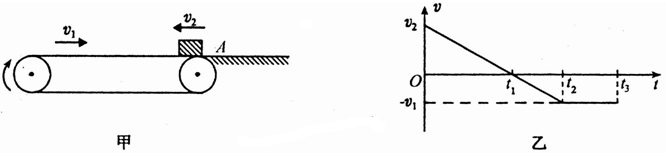 v₁
v₂
A
甲
v
v₂
O
t₁
t₂
t₃
t
-v₁
乙